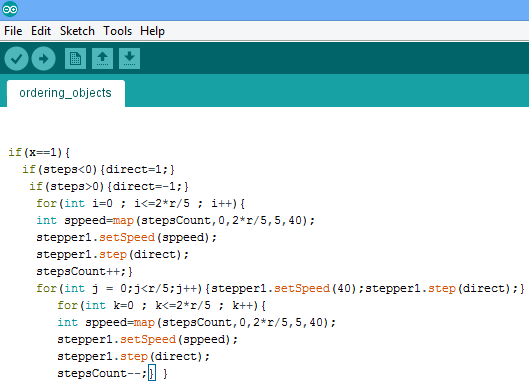 File Edit Sketch Tools Help
ordering_objects
if(x==1){
if(steps<0){direct=1;}
if(steps>0){direct=-1;}
for(int i=0 ; i<=2*r/5 ; i++){
int sppeed=map(stepsCount,0,2*r/5,5,40);
stepper1.setSpeed(sppeed);
stepper1.step(direct);
stepsCount++;}
for(int j = 0;j<r/5;j++){stepper1.setSpeed(40);stepper1.step(direct);}
for(int k=0 ; k<=2*r/5 ; k++){
int sppeed=map(stepsCount,0,2*r/5,5,40);
stepper1.setSpeed(sppeed);
stepper1.step(direct);
stepsCount--;} }